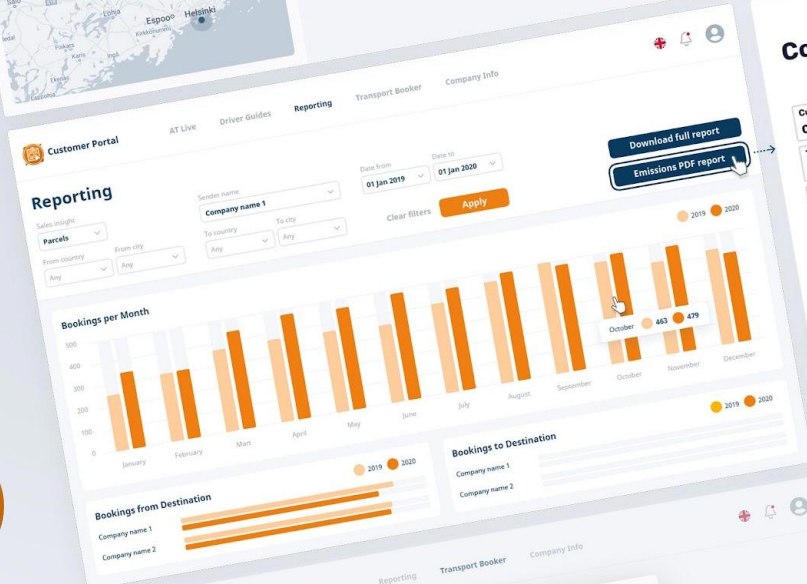 Espoo
Helsinki
Lohja
Kirkkonummi
Karis
Ekenäs
Customer Portal
AT Live
Driver Guides
Reporting
Transport Booker
Company Info
Reporting
Download full report
Emissions PDF report
Sales insight
Parcels
Sender name
Company name 1
Date from
01 Jan 2019
Date to
01 Jan 2020
From country
Any
From city
Any
To country
Any
To city
Any
Clear filters
Apply
Bookings per Month
2019
2020
500
400
300
200
100
0
January
February
Mart
April
May
June
July
August
September
October
November
December
October
463
479
Bookings from Destination
2019
2020
Company name 1
Company name 2
Bookings to Destination
2019
2020
Company name 1
Company name 2
Reporting
Transport Booker
Company Info